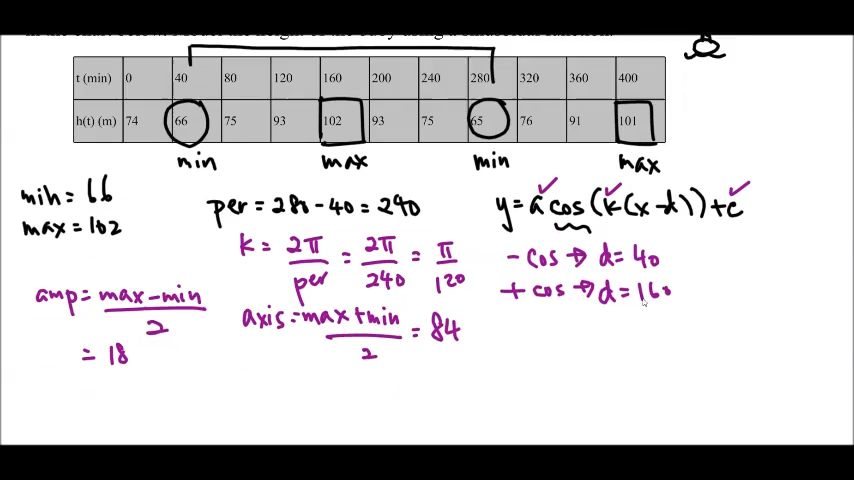 t (min) 0 40 80 120 160 200 240 280 320 360 400
h(t) (m) 74 66 75 93 102 93 75 65 76 91 101
min max min max
min = 66
max = 102
per = 280 - 40 = 240
y = a cos (k(x-d)) + c
k = 2π/per = 2π/240 = π/120
- cos → d = 40
+ cos → d = 160
amp = max - min / 2
= 18
axis = max + min / 2 = 84